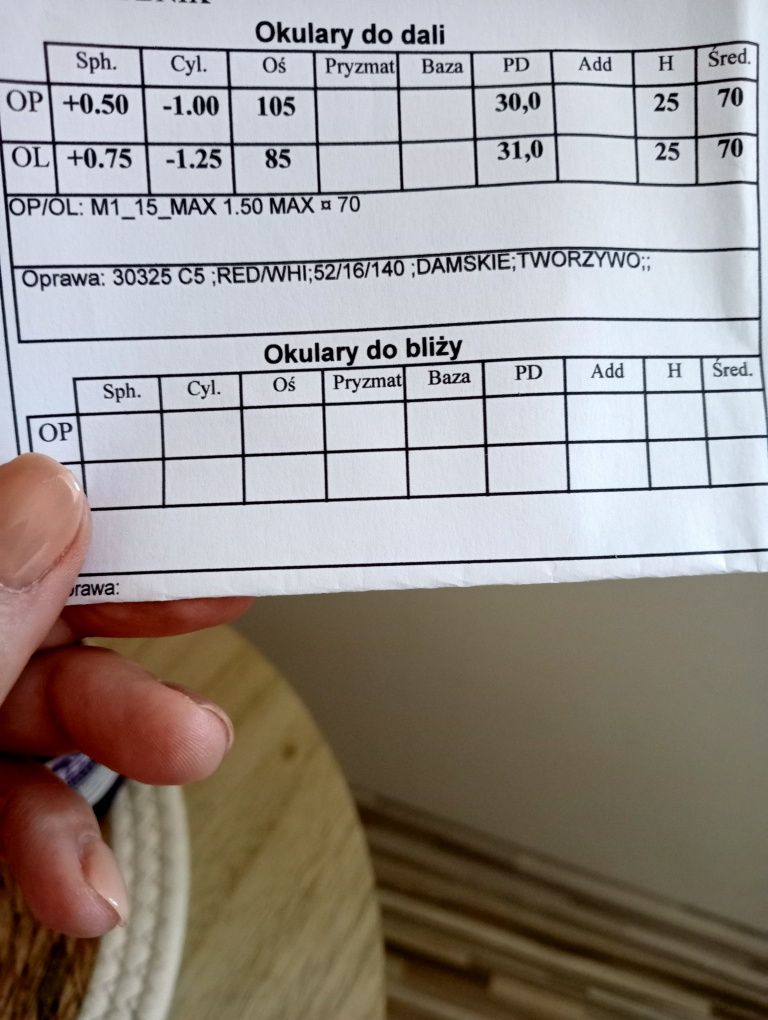 Okulary do dali
Sph. Cyl. Oś Pryzmat Baza PD Add H Śred.
OP +0.50 -1.00 105 30,0 25 70
OL +0.75 -1.25 85 31,0 25 70
OP/OL: M1_15_MAX 1.50 MAX ¤ 70
Oprawa: 30325 C5 ;RED/WHI;52/16/140 ;DAMSKIE;TWORZYWO;;
Okulary do bliży
Sph. Cyl. Oś Pryzmat Baza PD Add H Śred.
OP
rawa: